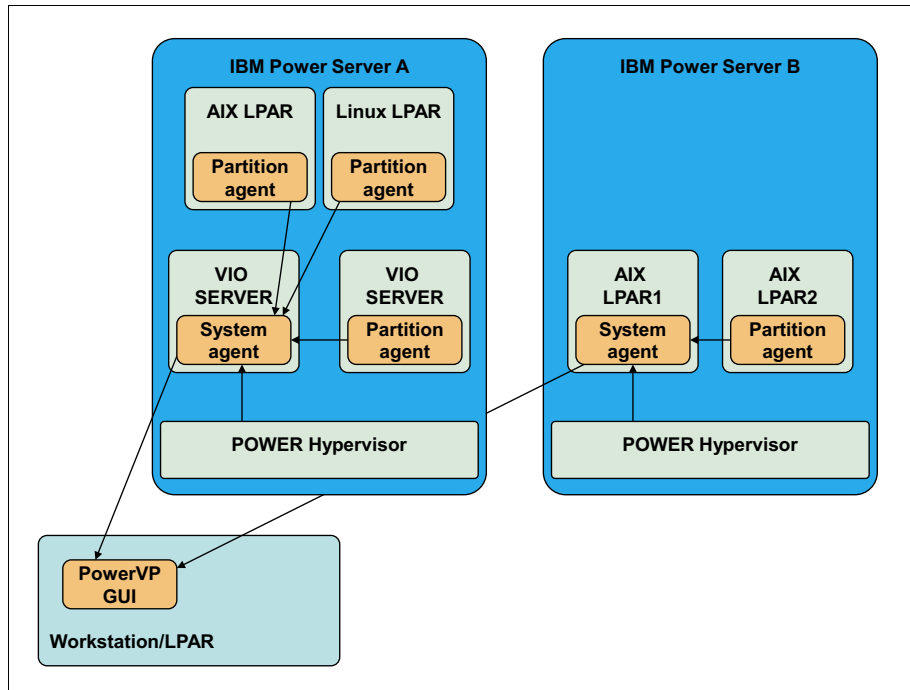 IBM Power Server A
AIX LPAR
Partition
agent
Linux LPAR
Partition
agent
VIO
SERVER
System
agent
VIO
SERVER
Partition
agent
POWER Hypervisor
IBM Power Server B
AIX
LPAR1
System
agent
AIX
LPAR2
Partition
agent
POWER Hypervisor
PowerVP
GUI
Workstation/LPAR